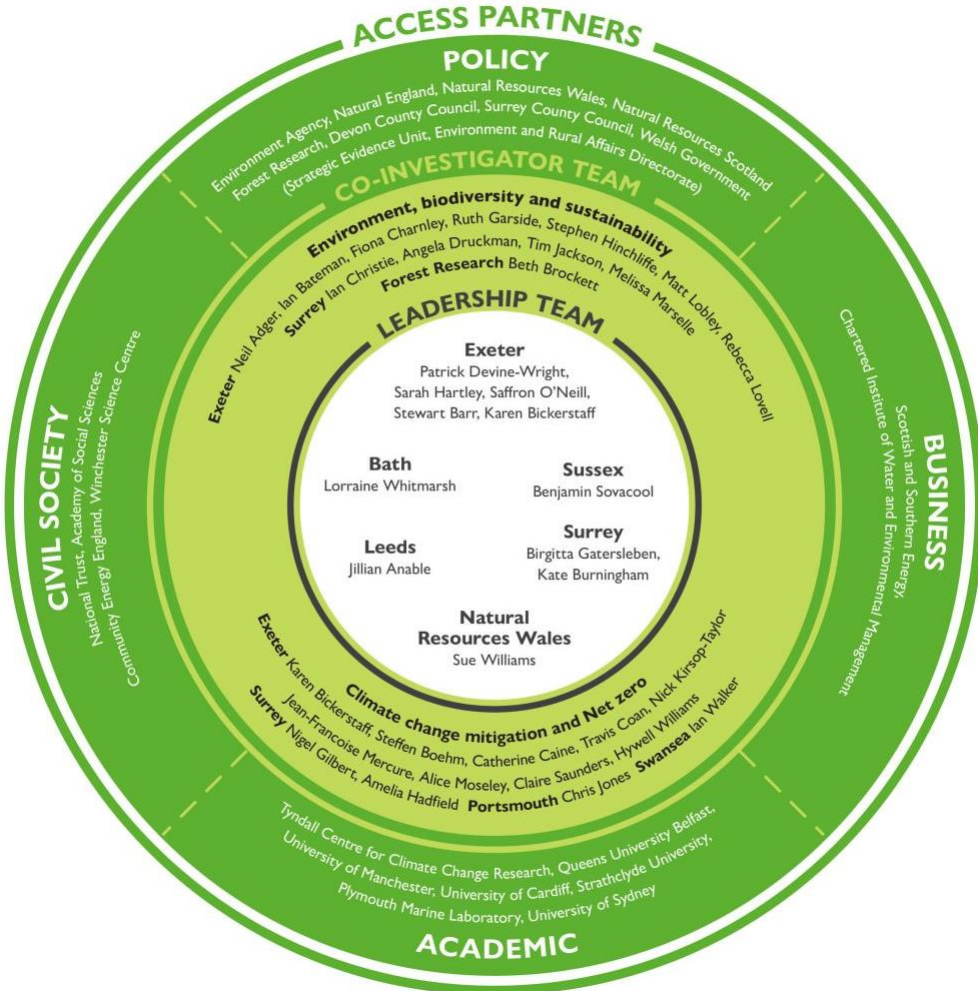 ACCESS PARTNERS
POLICY
Environment Agency, Natural England, Natural Resources Wales, Natural Resources Scotland
Forest Research, Devon County Council, Surrey County Council, Welsh Government
(Strategic Evidence Unit, Environment and Rural Affairs Directorate)
CO-INVESTIGATOR TEAM
Environment, biodiversity and sustainability
Exeter Neil Adger, Ian Bateman, Fiona Charnley, Ruth Garside, Stephen Hinchliffe, Matt Lobley, Rebecca Lovell
Surrey Ian Christie, Angela Druckman, Tim Jackson, Melissa Marselle
Forest Research Beth Brockett
LEADERSHIP TEAM
Exeter
Patrick Devine-Wright,
Sarah Hartley, Saffron O'Neill,
Stewart Barr, Karen Bickerstaff
Bath
Lorraine Whitmarsh
Sussex
Benjamin Sovacool
Leeds
Jillian Anable
Surrey
Birgitta Gatersleben,
Kate Burningham
Natural
Resources Wales
Sue Williams
Climate change mitigation and Net zero
Exeter Karen Bickerstaff, Steffen Boehm, Catherine Caine, Travis Coan, Nick Kirsop-Taylor
Jean-Francoise Mercure, Alice Moseley, Claire Saunders, Hywell Williams
Surrey Nigel Gilbert, Amelia Hadfield Portsmouth Chris Jones Swansea Ian Walker
CIVIL SOCIETY
National Trust, Academy of Social Sciences
Community Energy England, Winchester Science Centre
BUSINESS
Scottish and Southern Energy,
Chartered Institute of Water and Environmental Management
Tyndall Centre for Climate Change Research, Queens University Belfast,
University of Manchester, University of Cardiff, Strathclyde University,
Plymouth Marine Laboratory, University of Sydney
ACADEMIC